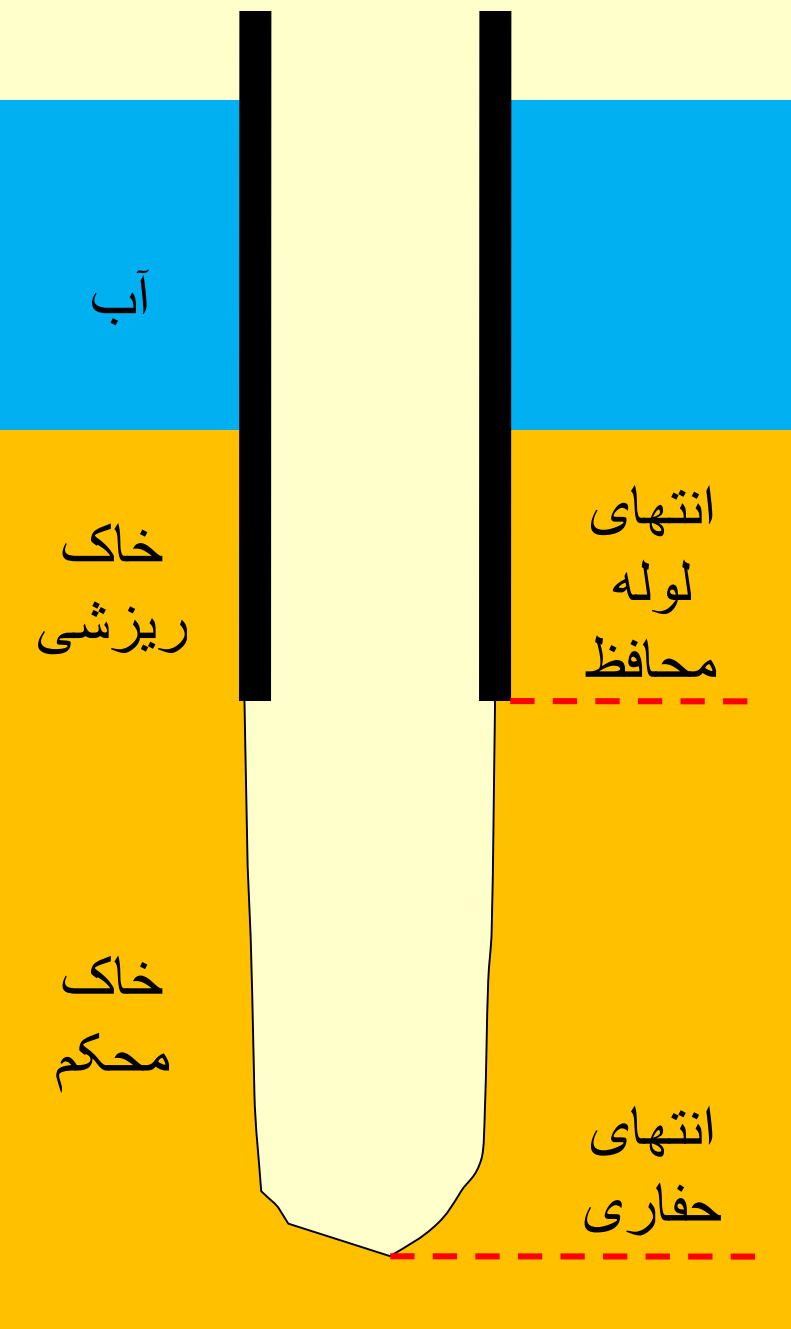 آب
خاک
ریزشی
انتهای
لوله
محافظ
خاک
محکم
انتهای
حفاری